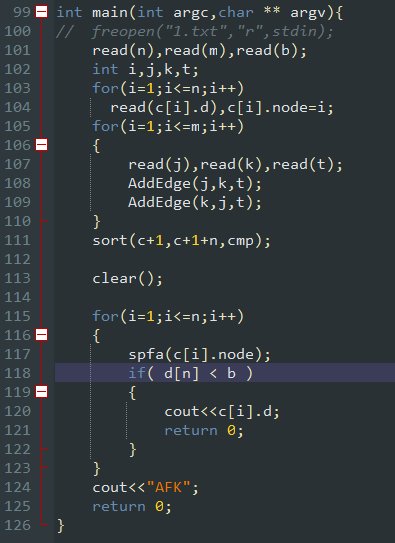 99 int main(int argc,char ** argv){
100 //  freopen("1.txt","r",stdin);
101     read(n),read(m),read(b);
102     int i,j,k,t;
103     for(i=1;i<=n;i++)
104       read(c[i].d),c[i].node=i;
105     for(i=1;i<=m;i++)
106     {
107         read(j),read(k),read(t);
108         AddEdge(j,k,t);
109         AddEdge(k,j,t);
110     }
111     sort(c+1,c+1+n,cmp);
112
113     clear();
114
115     for(i=1;i<=n;i++)
116     {
117         spfa(c[i].node);
118         if( d[n] < b )
119         {
120             cout<<c[i].d;
121             return 0;
122         }
123     }
124     cout<<"AFK";
125     return 0;
126 }